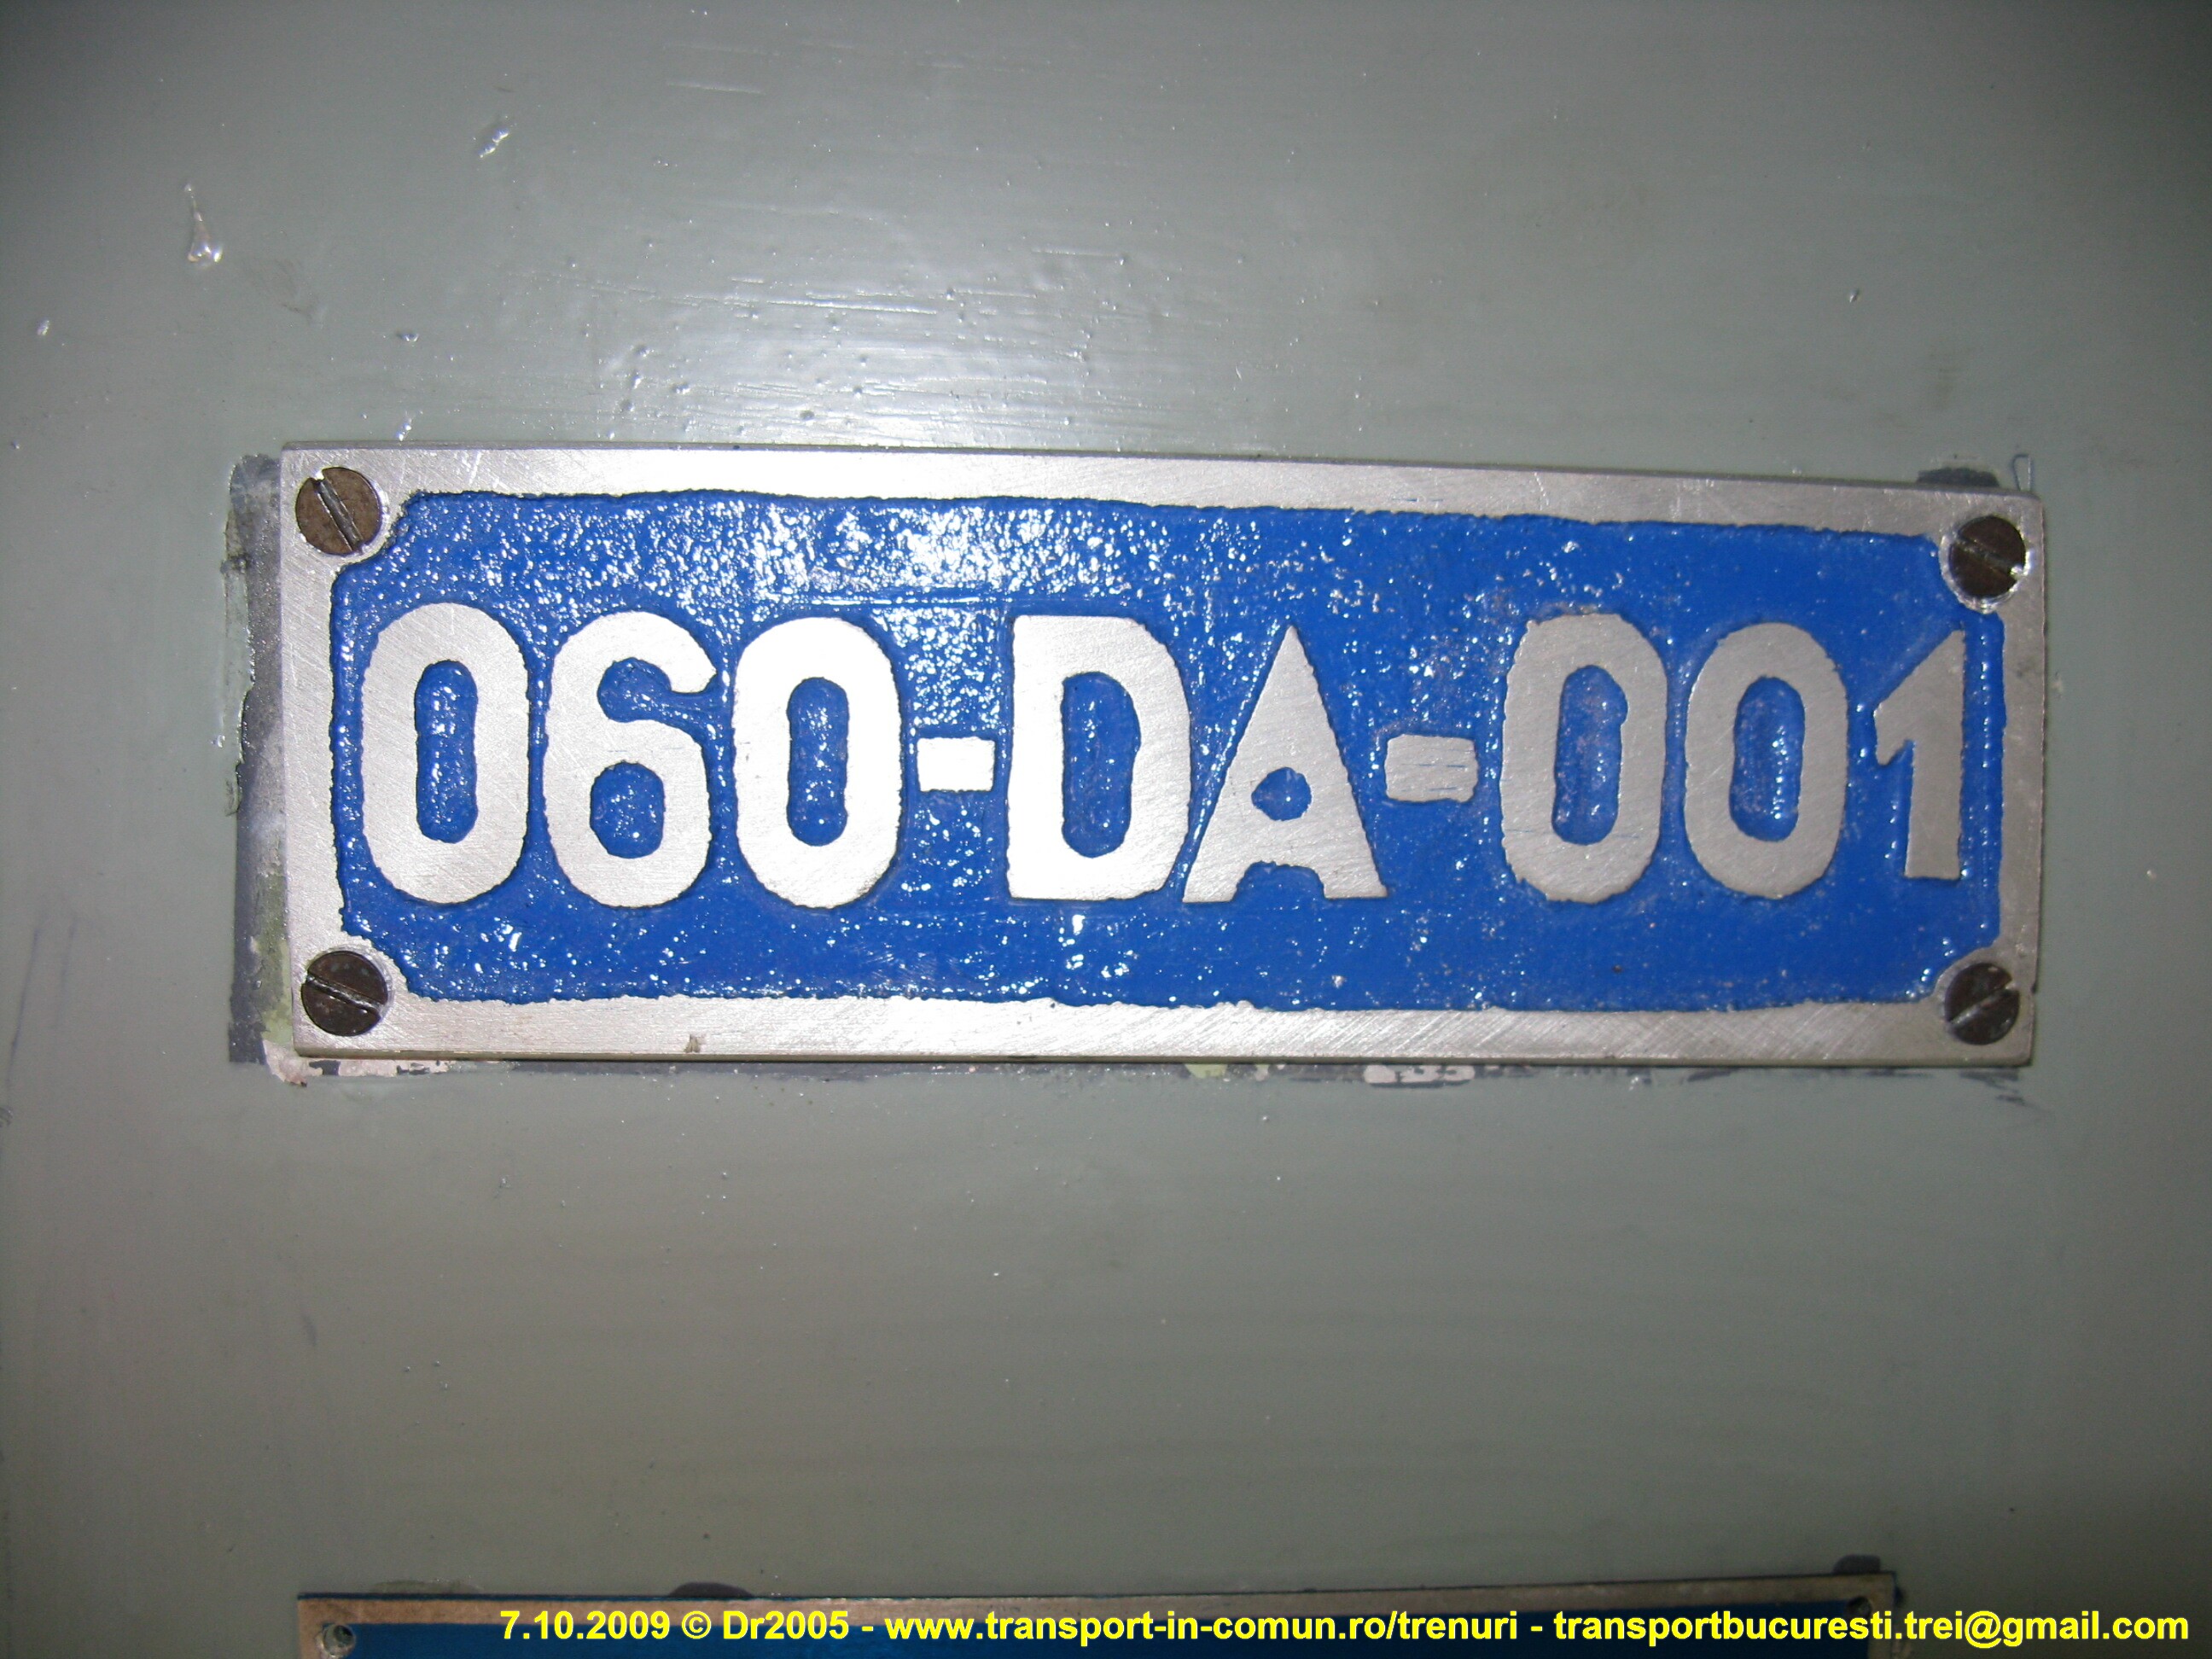 060-DA-001
7.10.2009 © Dr2005 - www.transport-in-comun.ro/trenuri - transportbucuresti.trei@gmail.com